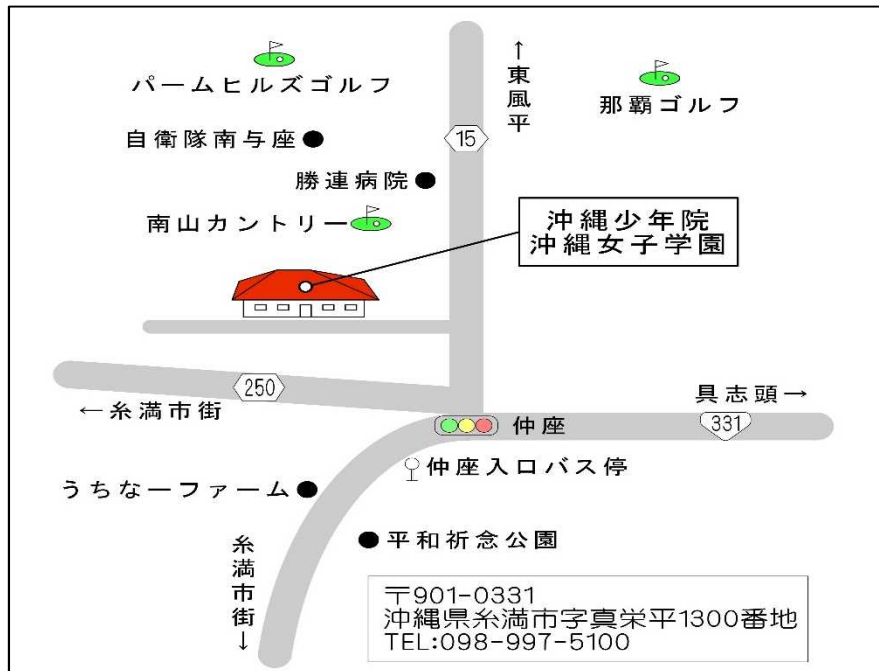 パームヒルズゴルフ
↑東風平
那覇ゴルフ
自衛隊南与座
15
勝連病院
南山カントリー
沖縄少年院
沖縄女子学園
250
←糸満市街
具志頭→
331
仲座
仲座入口バス停
うちなーファーム
平和祈念公園
糸満市街↓
〒901-0331
沖縄県糸満市字真栄平1300番地
TEL:098-997-5100